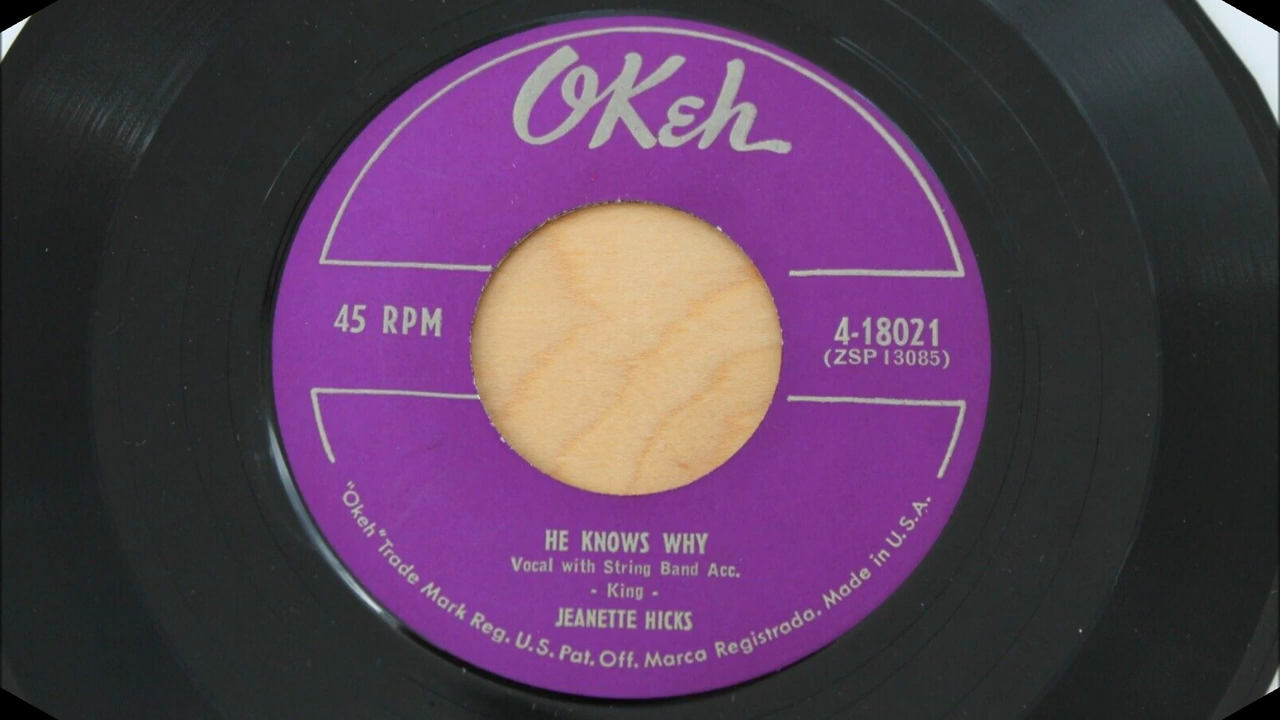 OKeh
45 RPM
4-18021
(ZSP 13085)
HE KNOWS WHY
Vocal with String Band Acc.
- King -
JEANETTE HICKS
"Okeh" Trade Mark Reg. U.S. Pat. Off. Marca Registrada. Made in U.S.A.